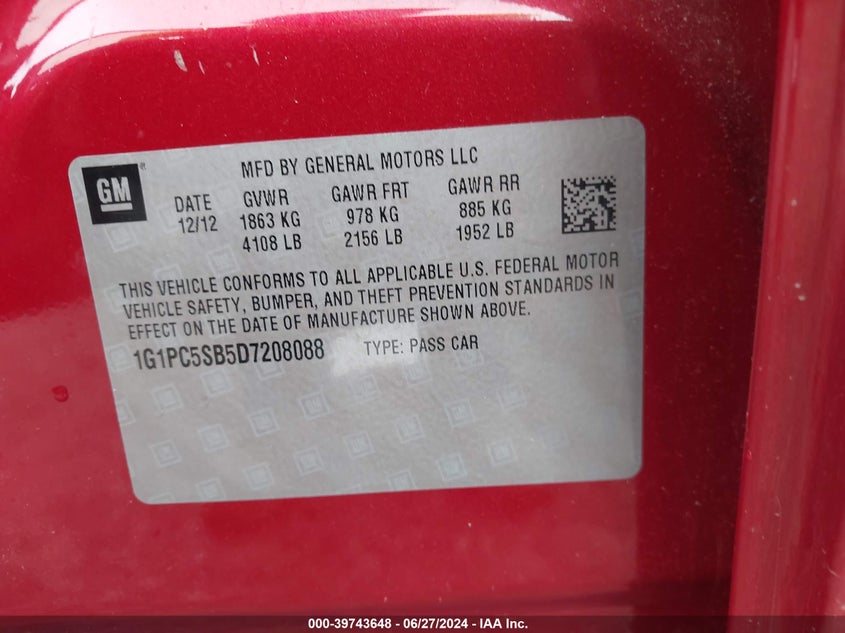 GM
MFD BY GENERAL MOTORS LLC
DATE GVWR GAWR FRT GAWR RR
12/12 1863 KG 978 KG 885 KG
4108 LB 2156 LB 1952 LB
THIS VEHICLE CONFORMS TO ALL APPLICABLE U.S. FEDERAL MOTOR
VEHICLE SAFETY, BUMPER, AND THEFT PREVENTION STANDARDS IN
EFFECT ON THE DATE OF MANUFACTURE SHOWN ABOVE.
1G1PC5SB5D7208088 TYPE: PASS CAR
000-39743648 - 06/27/2024 - IAA Inc.